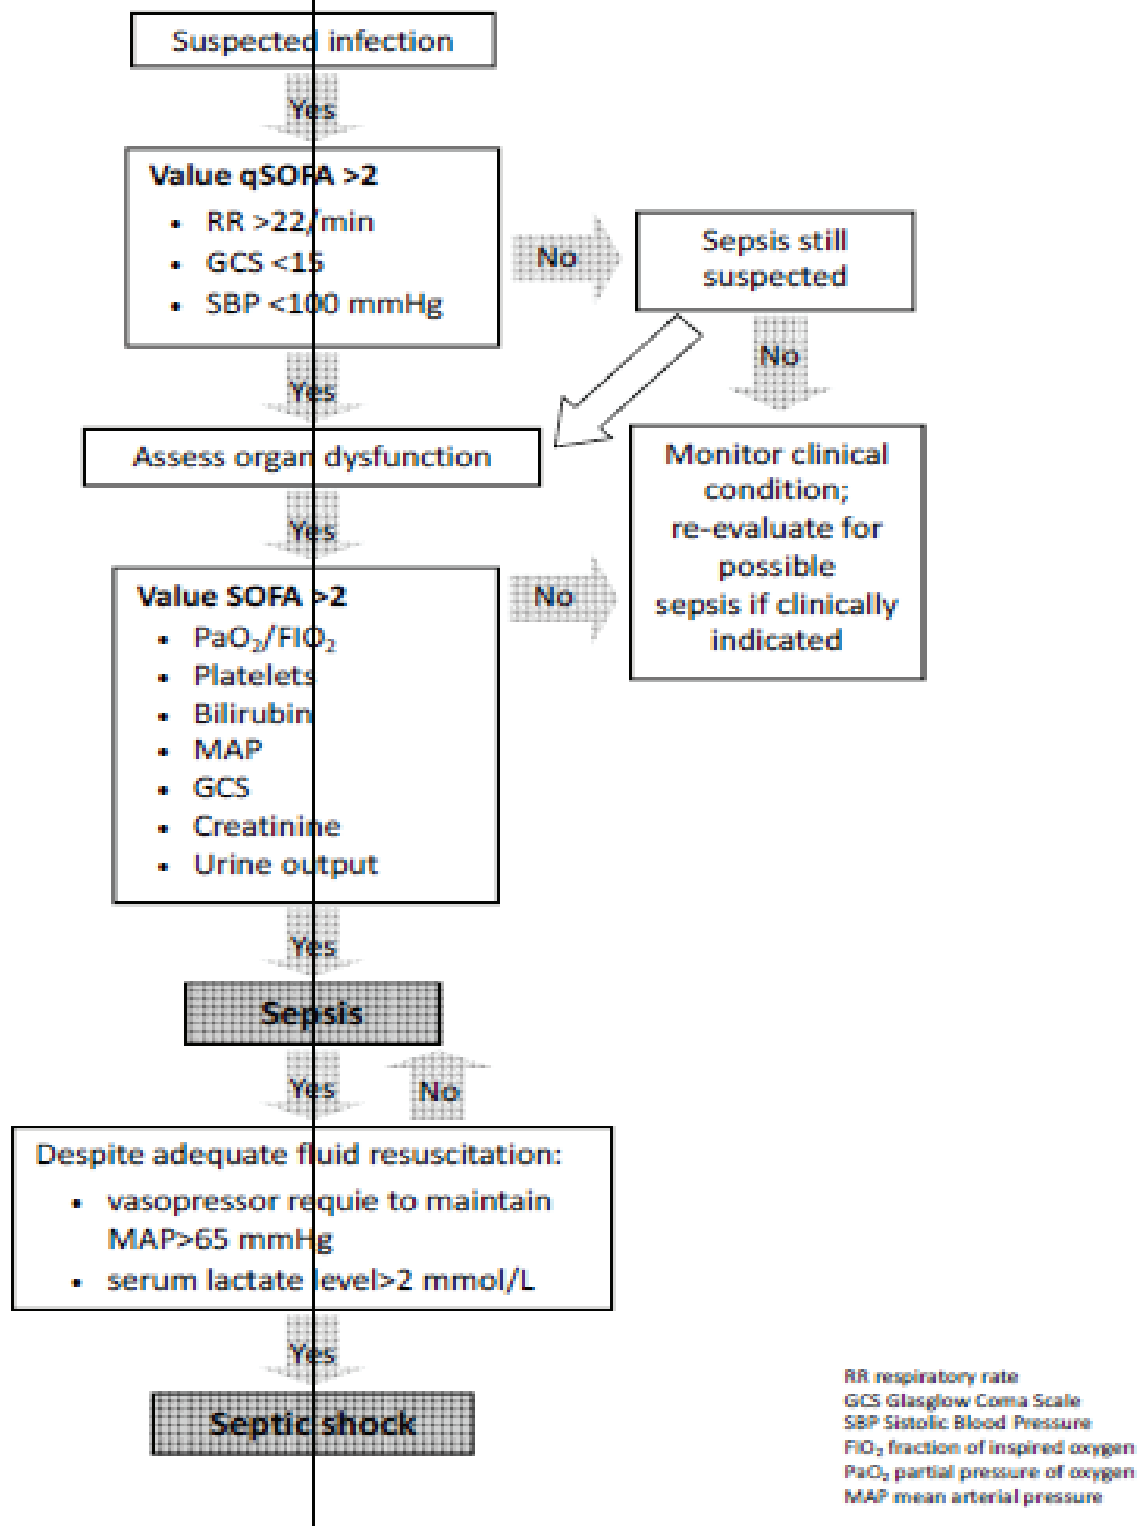 Suspected infection
Yes
Value qSOFA >2
• RR >22/min
• GCS <15
• SBP <100 mmHg
No
Sepsis still
suspected
Yes
No
Assess organ dysfunction
Monitor clinical
condition;
re-evaluate for
possible
sepsis if clinically
indicated
Yes
Value SOFA >2
• PaO₂/FIO₂
• Platelets
• Bilirubin
• MAP
• GCS
• Creatinine
• Urine output
No
Yes
Sepsis
Yes
No
Despite adequate fluid resuscitation:
• vasopressor requie to maintain
MAP>65 mmHg
• serum lactate level>2 mmol/L
Yes
Septic shock
RR respiratory rate
GCS Glasglow Coma Scale
SBP Sistolic Blood Pressure
FIO₂ fraction of inspired oxygen
PaO₂ partial pressure of oxygen
MAP mean arterial pressure